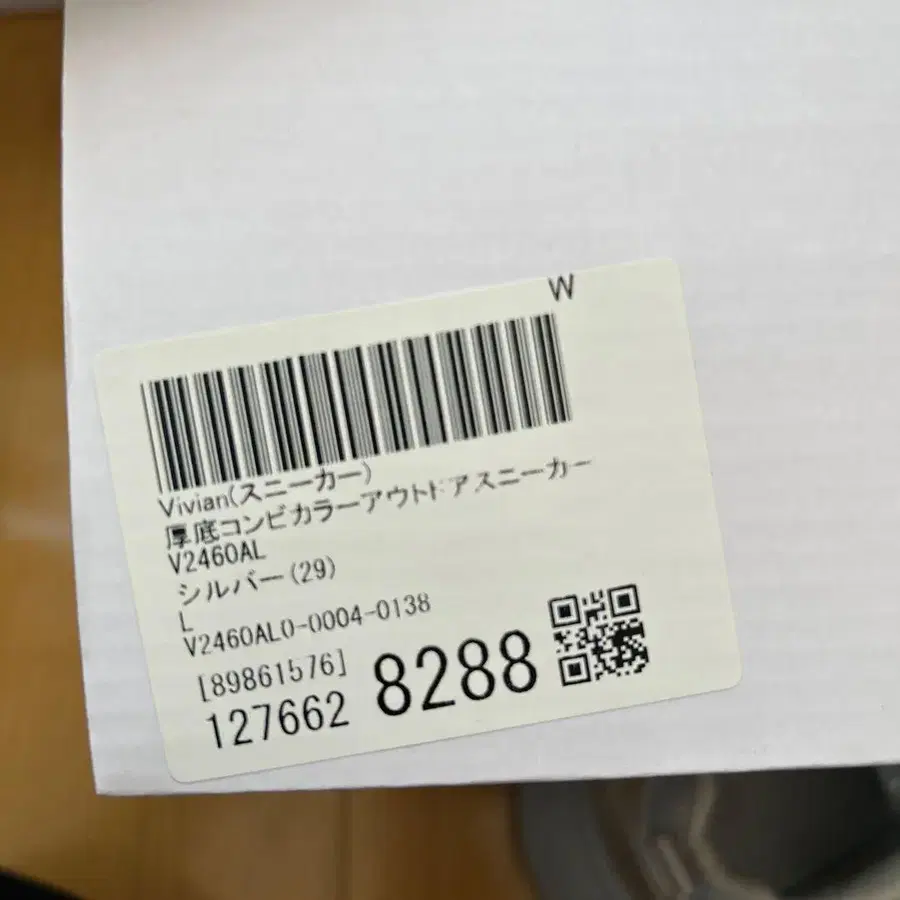 W
Vivian(スニーカー)
厚底コンビカラーアウトドアスニーカー
V2460AL
シルバー(29)
L
V2460AL0-0004-0138
[89861576]
127662 8288